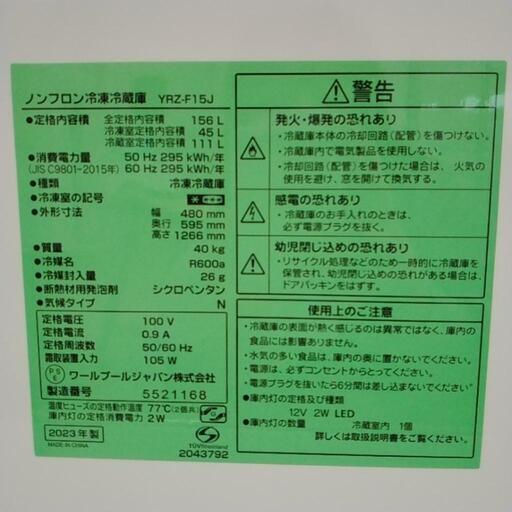 ノンフロン冷凍冷蔵庫 YRZ-F15J
●定格内容積 全定格内容積 156 L
冷凍室定格内容積 45 L
冷蔵室定格内容積 111 L
●消費電力量 50 Hz 295 kWh/年
(JIS C9801-2015年) 60 Hz 295 kWh/年
●種類 冷凍冷蔵庫
●冷凍室の記号
●外形寸法 幅 480 mm
奥行 595 mm
高さ 1266 mm
●質量 40 kg
●冷媒名 R600a
●冷媒封入量 26 g
●断熱材用発泡剤 シクロペンタン
●気候タイプ N
定格電圧 100 V
定格電流 0.9 A
定格周波数 50/60 Hz
霜取装置入力 105 W
PSE ワールプールジャパン株式会社
製造番号 5521168
温度ヒューズの定格動作温度 77℃(2個共)
庫内灯の定格消費電力 2W
2023年製
MADE IN CHINA
TÜVRheinland
2043792
警告
発火・爆発の恐れあり
・冷蔵庫本体の冷却回路(配管)を傷つけない。
・冷蔵庫内で電気製品を使用しない。
・冷却回路(配管)を傷つけた場合は、火気の
使用を避け、窓を開けて換気する。
感電の恐れあり
・冷蔵庫のお手入れのときは、
必ず電源プラグを抜く。
幼児閉じ込めの恐れあり
・リサイクル処理などのため一時的に冷蔵庫を
保管され、幼児閉じ込めの恐れがある場合は、
ドアパッキンをはずす。
使用上のご注意
・冷蔵庫の表面が熱く感じるのは異常ではなく、庫内の
食品には影響ありません。
・水気の多い食品は、庫内の奥に置かないでください。
・電源は、必ずコンセントからとってください。
・電源プラグを抜いたら6分間は差し込まないでください。
●庫内灯の定格及び種類
12V 2W LED
●庫内灯の数量 冷蔵室内 1個
詳しくは取扱説明書をご覧ください。